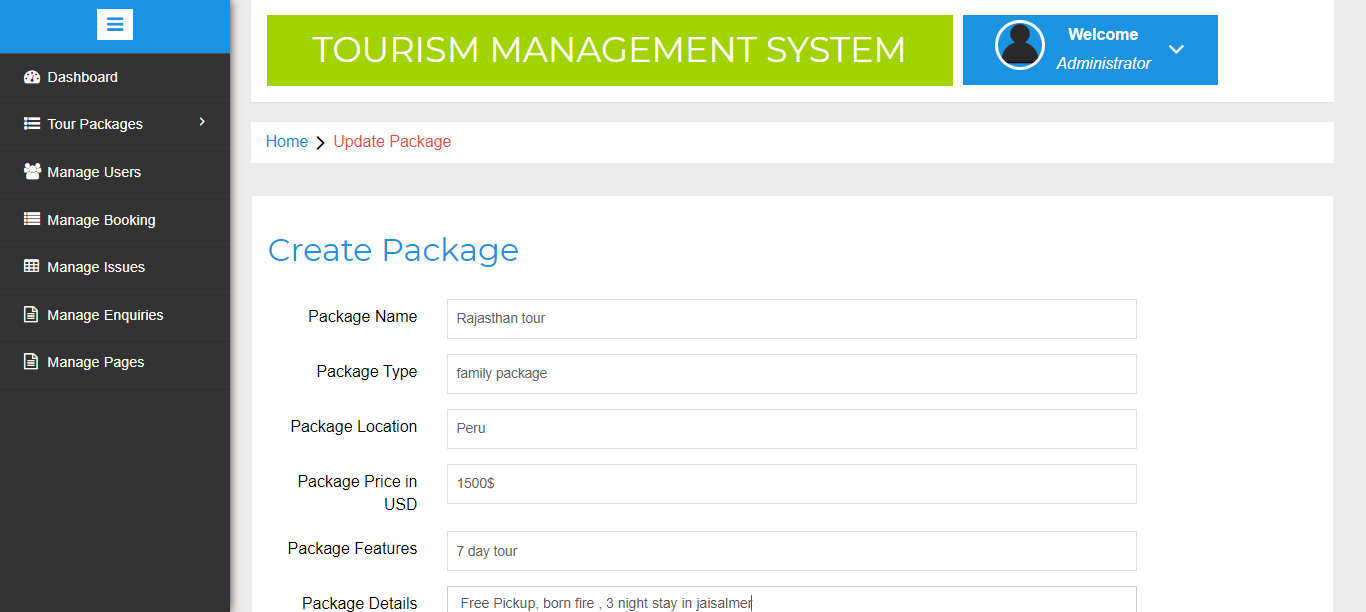 TOURISM MANAGEMENT SYSTEM
Welcome
Administrator
Dashboard
Tour Packages
Manage Users
Manage Booking
Manage Issues
Manage Enquiries
Manage Pages
Home
Update Package
Create Package
Package Name
Rajasthan tour
Package Type
family package
Package Location
Peru
Package Price in
USD
1500$
Package Features
7 day tour
Package Details
Free Pickup, born fire , 3 night stay in jaisalmer